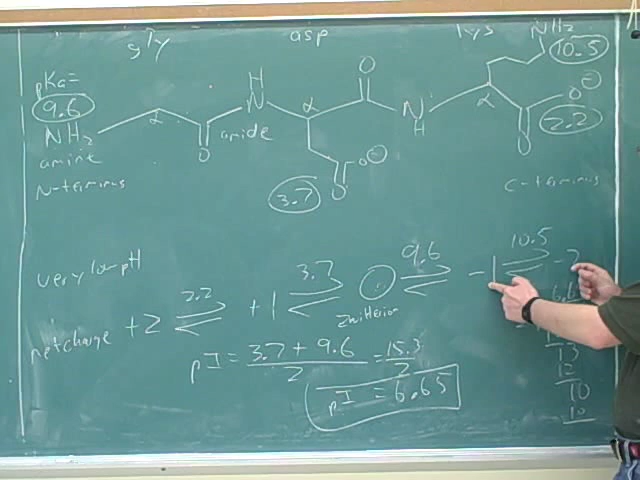 gly asp lys
NH₂ 10.5
pKa=
9.6
H
N
O
α α α
O⊖
NH₂
O
amide
N
H
2.2
O
amine
O⊖
N-terminus
3.7
O
C-terminus
very low pH
2.2 3.7 9.6 10.5
net charge +2 ⇌ +1 ⇌ 0 ⇌ -1 ⇌ -2
Zwitterion
pI = 3.7 + 9.6 / 2 = 15.3 / 2
pI = 6.65
13
12
10
10